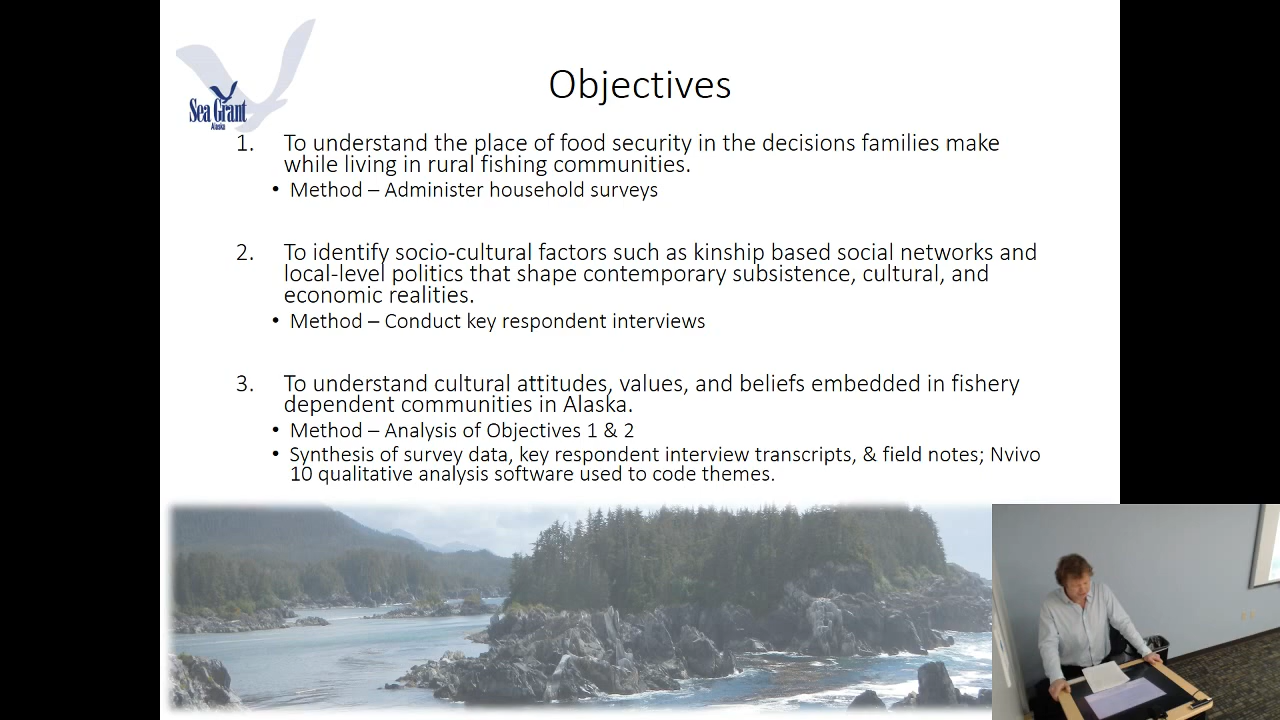 Sea Grant
Alaska
Objectives
1. To understand the place of food security in the decisions families make
while living in rural fishing communities.
• Method – Administer household surveys
2. To identify socio-cultural factors such as kinship based social networks and
local-level politics that shape contemporary subsistence, cultural, and
economic realities.
• Method – Conduct key respondent interviews
3. To understand cultural attitudes, values, and beliefs embedded in fishery
dependent communities in Alaska.
• Method – Analysis of Objectives 1 & 2
• Synthesis of survey data, key respondent interview transcripts, & field notes; Nvivo
10 qualitative analysis software used to code themes.